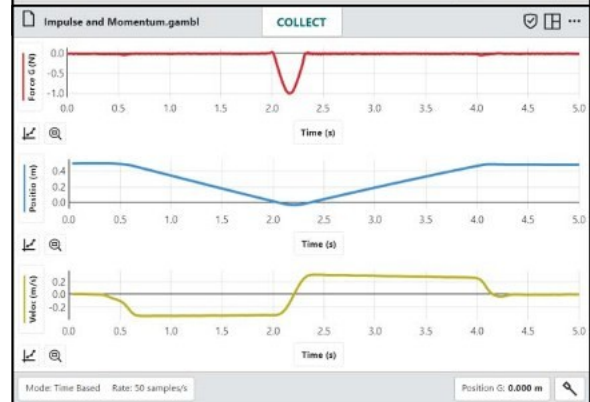 Impulse and Momentum.gambl
COLLECT
Force G (N)
0.0
-0.5
-1.0
0.0 0.5 1.0 1.5 2.0 2.5 3.0 3.5 4.0 4.5 5.0
Time (s)
Positio (m)
0.4
0.2
0.0
0.0 0.5 1.0 1.5 2.0 2.5 3.0 3.5 4.0 4.5 5.0
Time (s)
Veloc (m/s)
0.2
0.0
-0.2
0.0 0.5 1.0 1.5 2.0 2.5 3.0 3.5 4.0 4.5 5.0
Time (s)
Mode: Time Based Rate: 50 samples/s Position G: 0.000 m